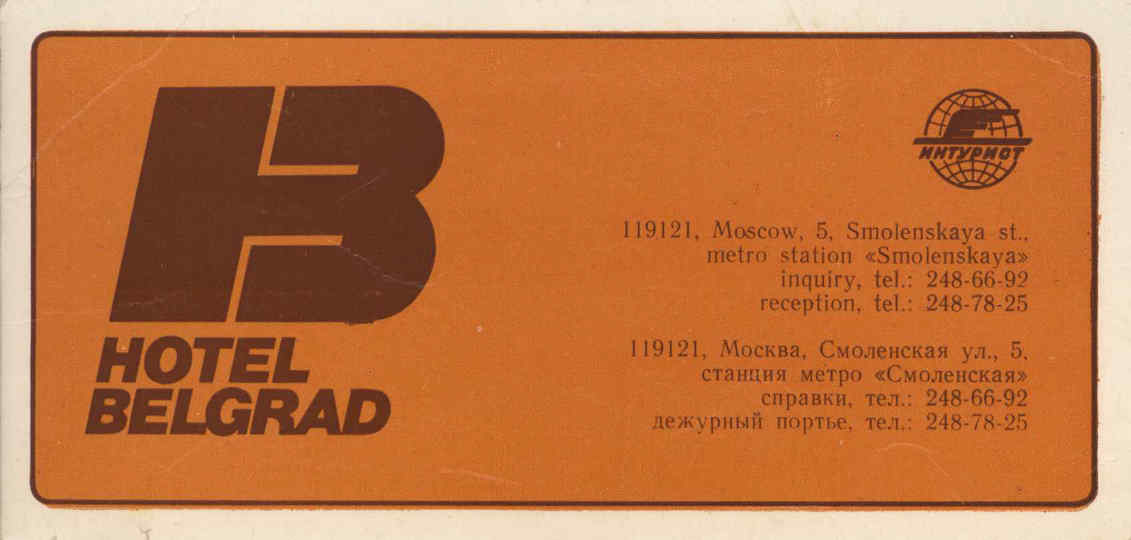 HB
HOTEL
BELGRAD
ИНТУРИСТ
119121, Moscow, 5, Smolenskaya st.,
metro station «Smolenskaya»
inquiry, tel.: 248-66-92
reception, tel.: 248-78-25
119121, Москва, Смоленская ул., 5,
станция метро «Смоленская»
справки, тел.: 248-66-92
дежурный портье, тел.: 248-78-25